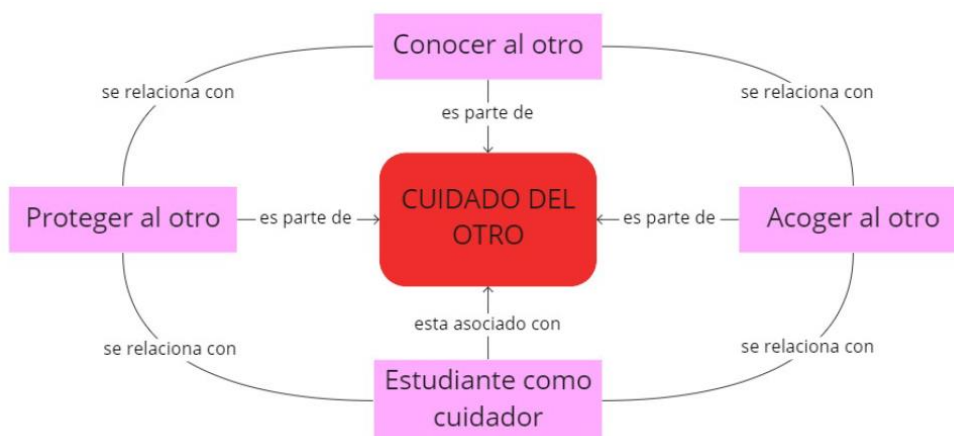 Conocer al otro
se relaciona con
se relaciona con
es parte de
Proteger al otro
es parte de
CUIDADO DEL
OTRO
es parte de
Acoger al otro
esta asociado con
se relaciona con
se relaciona con
Estudiante como
cuidador